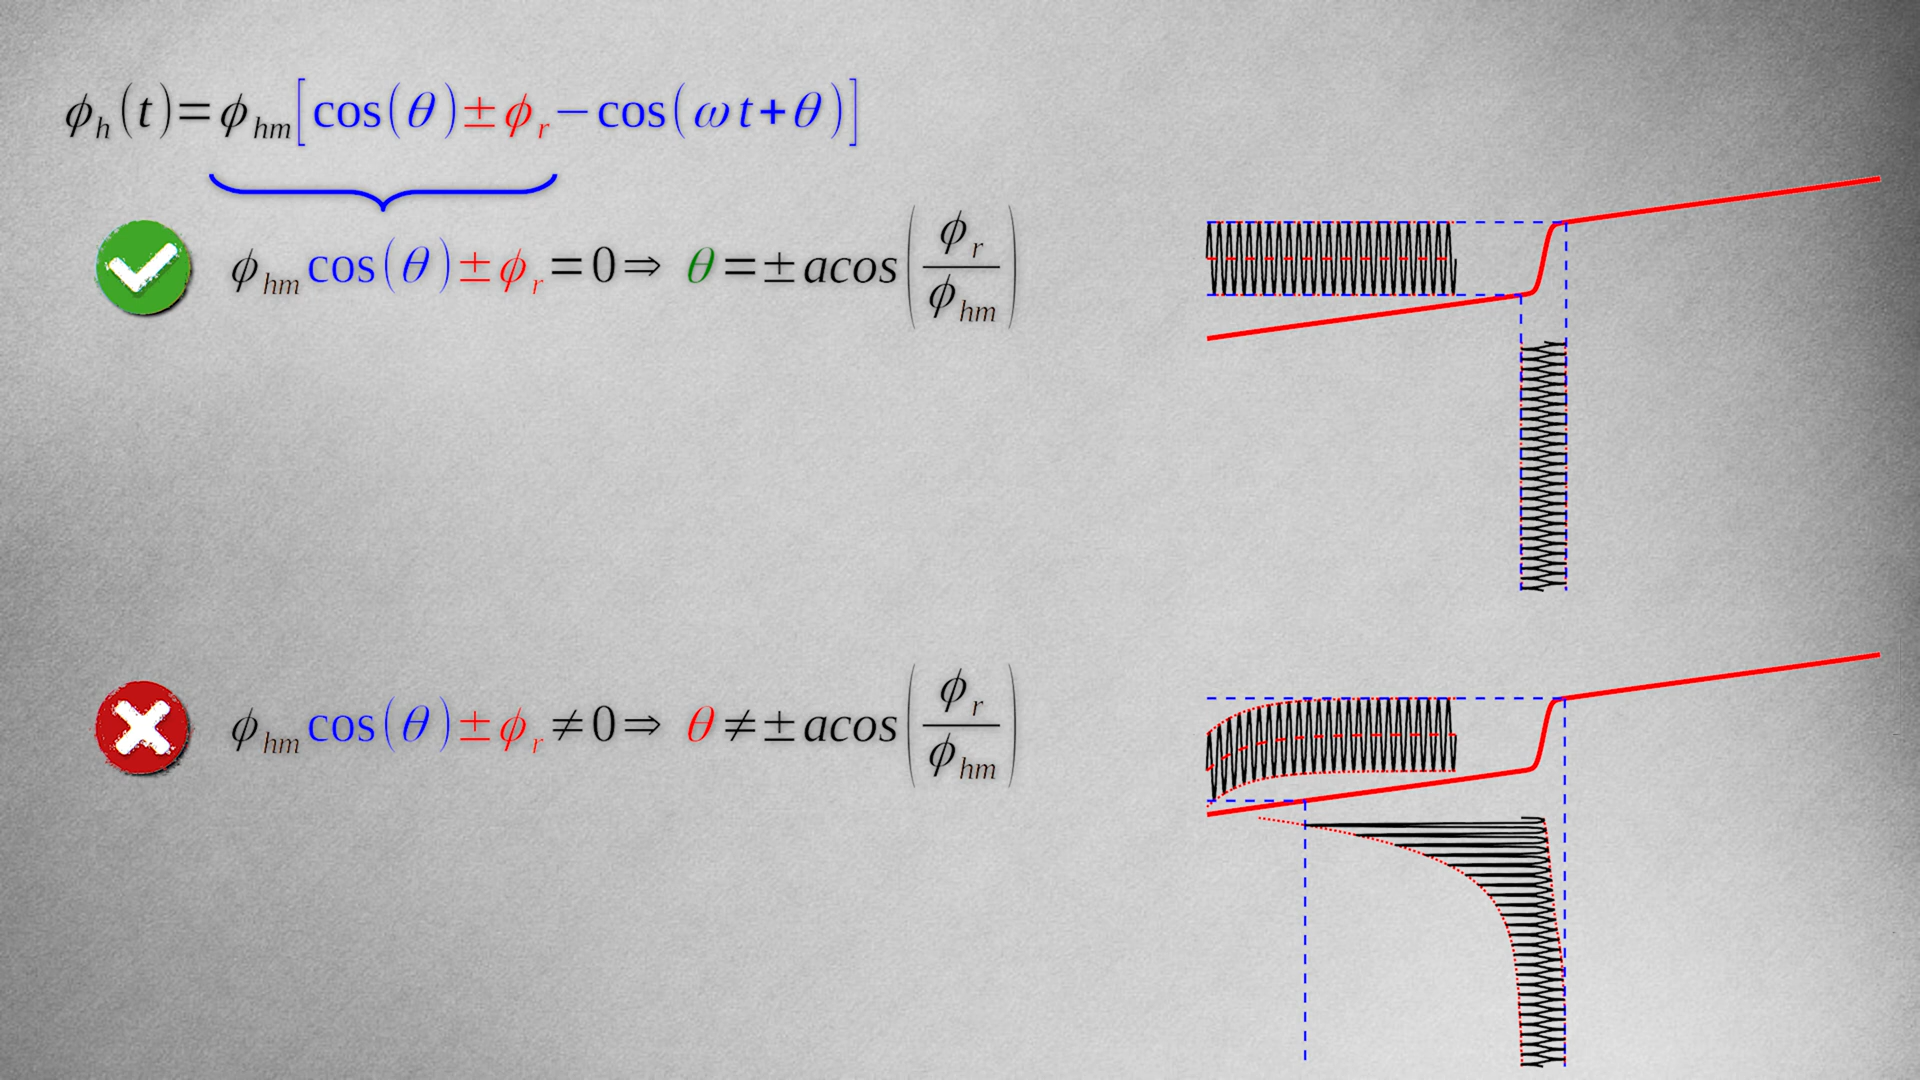 ϕₕ(t)=ϕₕₘ[cos(θ)±ϕᵣ−cos(ωt+θ)]
ϕₕₘcos(θ)±ϕᵣ=0⇒ θ=±acos(ϕᵣ/ϕₕₘ)
ϕₕₘcos(θ)±ϕᵣ≠0⇒ θ≠±acos(ϕᵣ/ϕₕₘ)